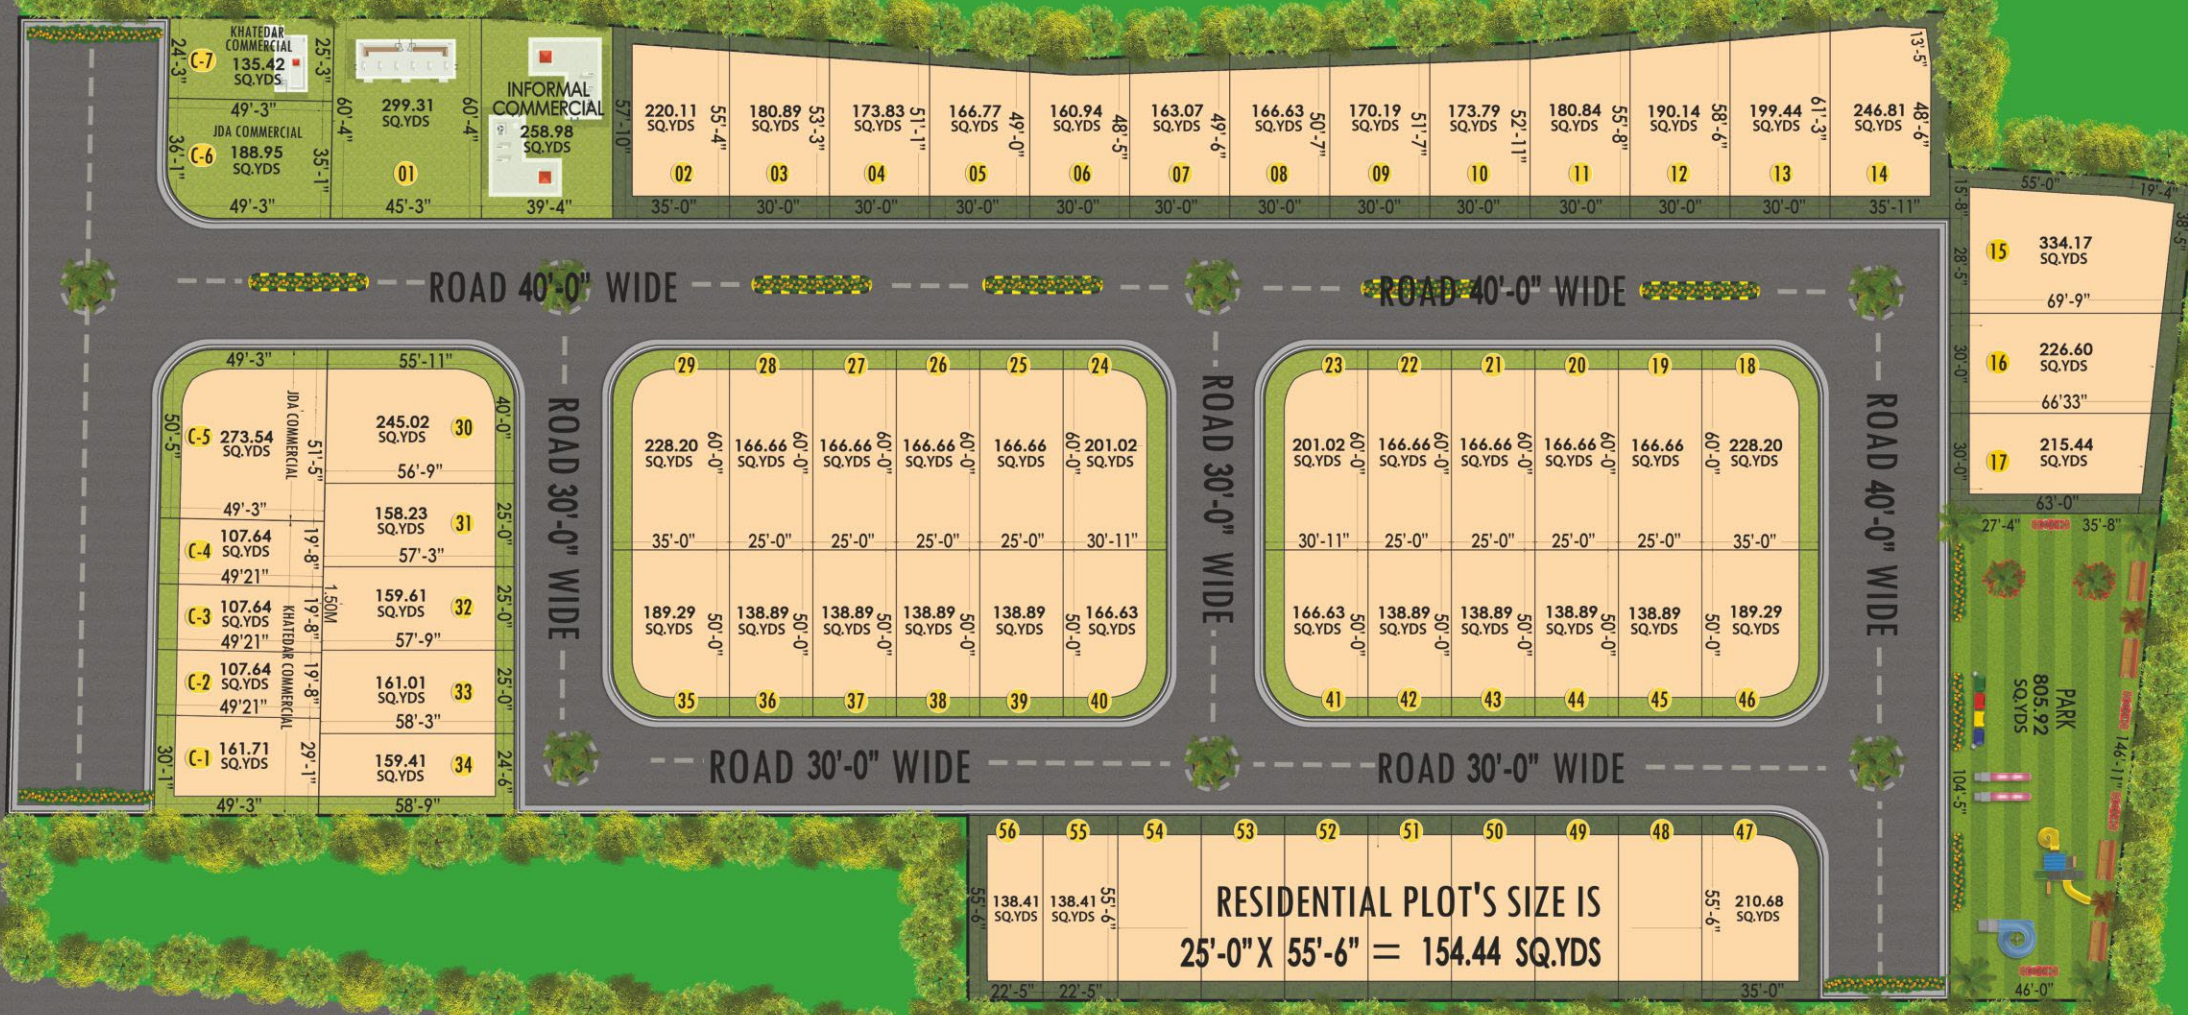 KHATEDAR
COMMERCIAL
C-7
135.42
SQ.YDS
24'-3"
25'-3"
49'-3"
JDA COMMERCIAL
C-6
188.95
SQ.YDS
36'-1"
35'-1"
49'-3"
299.31
SQ.YDS
01
60'-4"
60'-4"
45'-3"
INFORMAL
COMMERCIAL
258.98
SQ.YDS
39'-4"
57'-10"
220.11
SQ.YDS
02
55'-4"
35'-0"
180.89
SQ.YDS
03
53'-3"
30'-0"
173.83
SQ.YDS
04
51'-1"
30'-0"
166.77
SQ.YDS
05
49'-0"
30'-0"
160.94
SQ.YDS
06
48'-5"
30'-0"
163.07
SQ.YDS
07
49'-6"
30'-0"
166.63
SQ.YDS
08
50'-7"
30'-0"
170.19
SQ.YDS
09
51'-7"
30'-0"
173.79
SQ.YDS
10
52'-11"
30'-0"
180.84
SQ.YDS
11
55'-8"
30'-0"
190.14
SQ.YDS
12
58'-6"
30'-0"
199.44
SQ.YDS
13
61'-3"
30'-0"
13'-5"
246.81
SQ.YDS
14
48'-6"
35'-11"
55'-0"
19'-4"
15'-8"
38'-5"
15
334.17
SQ.YDS
28'-5"
69'-9"
16
226.60
SQ.YDS
30'-0"
66'33"
17
215.44
SQ.YDS
30'-0"
63'-0"
ROAD 40'-0" WIDE
ROAD 40'-0" WIDE
49'-3"
55'-11"
C-5
273.54
SQ.YDS
50'-5"
51'-5"
JDA COMMERCIAL
49'-3"
C-4
107.64
SQ.YDS
19'-8"
49'21"
C-3
107.64
SQ.YDS
19'-8"
49'21"
KHATEDAR COMMERCIAL
C-2
107.64
SQ.YDS
19'-8"
49'21"
C-1
161.71
SQ.YDS
30'-1"
29'-1"
49'-3"
1.50M
245.02
SQ.YDS
30
40'-0"
56'-9"
158.23
SQ.YDS
31
25'-0"
57'-3"
159.61
SQ.YDS
32
25'-0"
57'-9"
161.01
SQ.YDS
33
25'-0"
58'-3"
159.41
SQ.YDS
34
24'-6"
58'-9"
ROAD 30'-0" WIDE
29
28
27
26
25
24
228.20
SQ.YDS
60'-0"
166.66
SQ.YDS
60'-0"
166.66
SQ.YDS
60'-0"
166.66
SQ.YDS
60'-0"
166.66
SQ.YDS
60'-0"
201.02
SQ.YDS
35'-0"
25'-0"
25'-0"
25'-0"
25'-0"
30'-11"
189.29
SQ.YDS
50'-0"
138.89
SQ.YDS
50'-0"
138.89
SQ.YDS
50'-0"
138.89
SQ.YDS
50'-0"
138.89
SQ.YDS
50'-0"
166.63
SQ.YDS
35
36
37
38
39
40
ROAD 30'-0" WIDE
23
22
21
20
19
18
201.02
SQ.YDS
60'-0"
166.66
SQ.YDS
60'-0"
166.66
SQ.YDS
60'-0"
166.66
SQ.YDS
60'-0"
166.66
SQ.YDS
60'-0"
228.20
SQ.YDS
30'-11"
25'-0"
25'-0"
25'-0"
25'-0"
35'-0"
166.63
SQ.YDS
50'-0"
138.89
SQ.YDS
50'-0"
138.89
SQ.YDS
50'-0"
138.89
SQ.YDS
50'-0"
138.89
SQ.YDS
50'-0"
189.29
SQ.YDS
41
42
43
44
45
46
ROAD 40'-0" WIDE
27'-4"
35'-8"
PARK
805.92
SQ.YDS
104'-5"
146'-11"
46'-0"
ROAD 30'-0" WIDE
ROAD 30'-0" WIDE
56
55
54
53
52
51
50
49
48
47
55'-6"
138.41
SQ.YDS
138.41
SQ.YDS
55'-6"
RESIDENTIAL PLOT'S SIZE IS
25'-0" X 55'-6" = 154.44 SQ.YDS
55'-6"
210.68
SQ.YDS
22'-5"
22'-5"
35'-0"